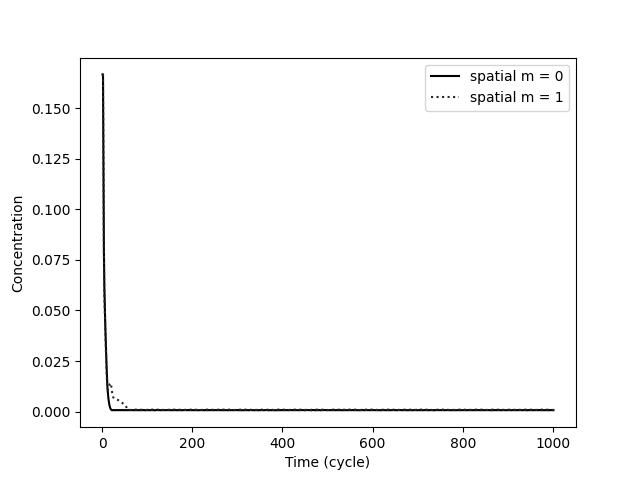 spatial m = 0
spatial m = 1
Concentration
0.150
0.125
0.100
0.075
0.050
0.025
0.000
0 200 400 600 800 1000
Time (cycle)